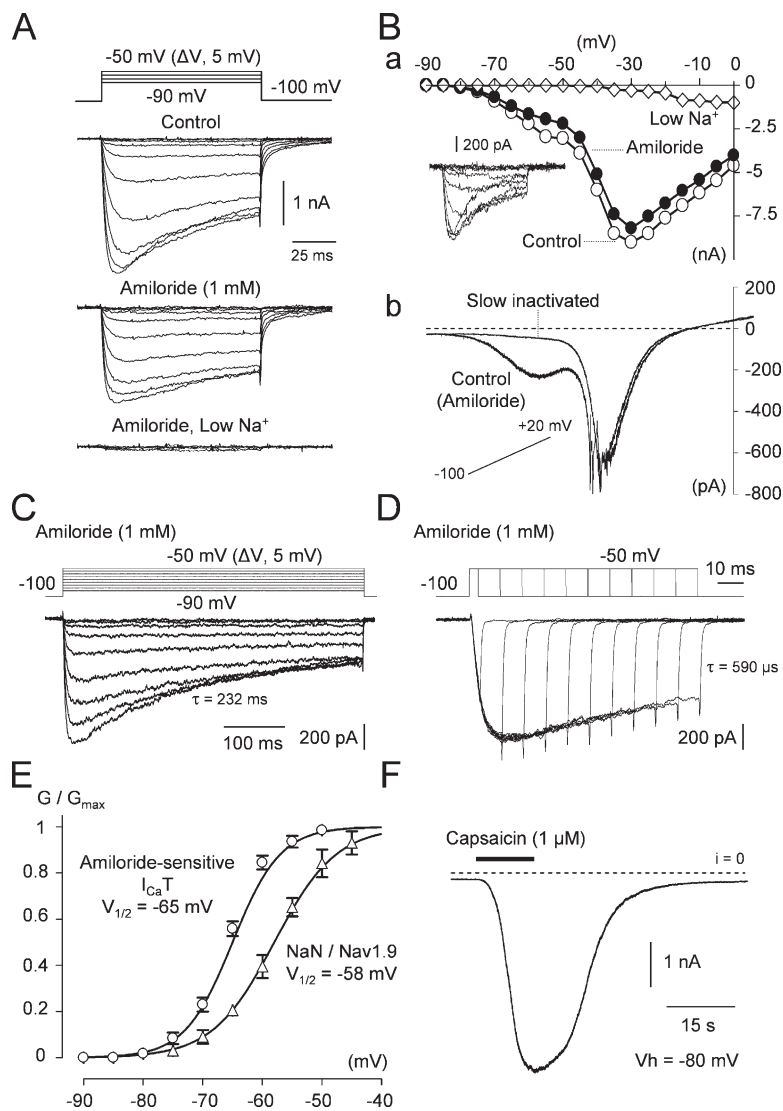 A
-50 mV (ΔV, 5 mV)
-100 mV
-90 mV
Control
1 nA
25 ms
Amiloride (1 mM)
Amiloride, Low Na+
B
a
(mV)
-90 -70 -50 -30 -10 0
0
-2.5
-5
-7.5
(nA)
Low Na+
200 pA
Amiloride
Control
b
200
0
-200
-400
-600
-800
(pA)
Slow inactivated
Control
(Amiloride)
+20 mV
-100
C
Amiloride (1 mM)
-50 mV (ΔV, 5 mV)
-100
-90 mV
τ = 232 ms
100 ms
200 pA
D
Amiloride (1 mM)
-50 mV
-100
10 ms
τ = 590 µs
200 pA
E
G / Gmax
1
0.8
0.6
0.4
0.2
0
Amiloride-sensitive
ICaT
V1/2 = -65 mV
NaN / Nav1.9
V1/2 = -58 mV
(mV)
-90 -80 -70 -60 -50 -40
F
Capsaicin (1 µM)
i = 0
1 nA
15 s
Vh = -80 mV